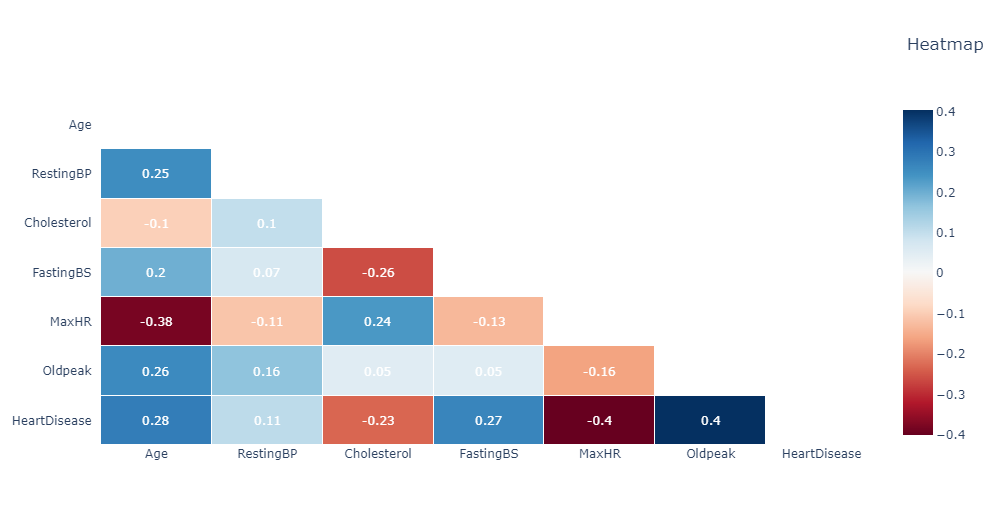 Heatmap
Age
RestingBP 0.25
Cholesterol -0.1 0.1
FastingBS 0.2 0.07 -0.26
MaxHR -0.38 -0.11 0.24 -0.13
Oldpeak 0.26 0.16 0.05 0.05 -0.16
HeartDisease 0.28 0.11 -0.23 0.27 -0.4 0.4
Age RestingBP Cholesterol FastingBS MaxHR Oldpeak HeartDisease
0.4
0.3
0.2
0.1
0
−0.1
−0.2
−0.3
−0.4